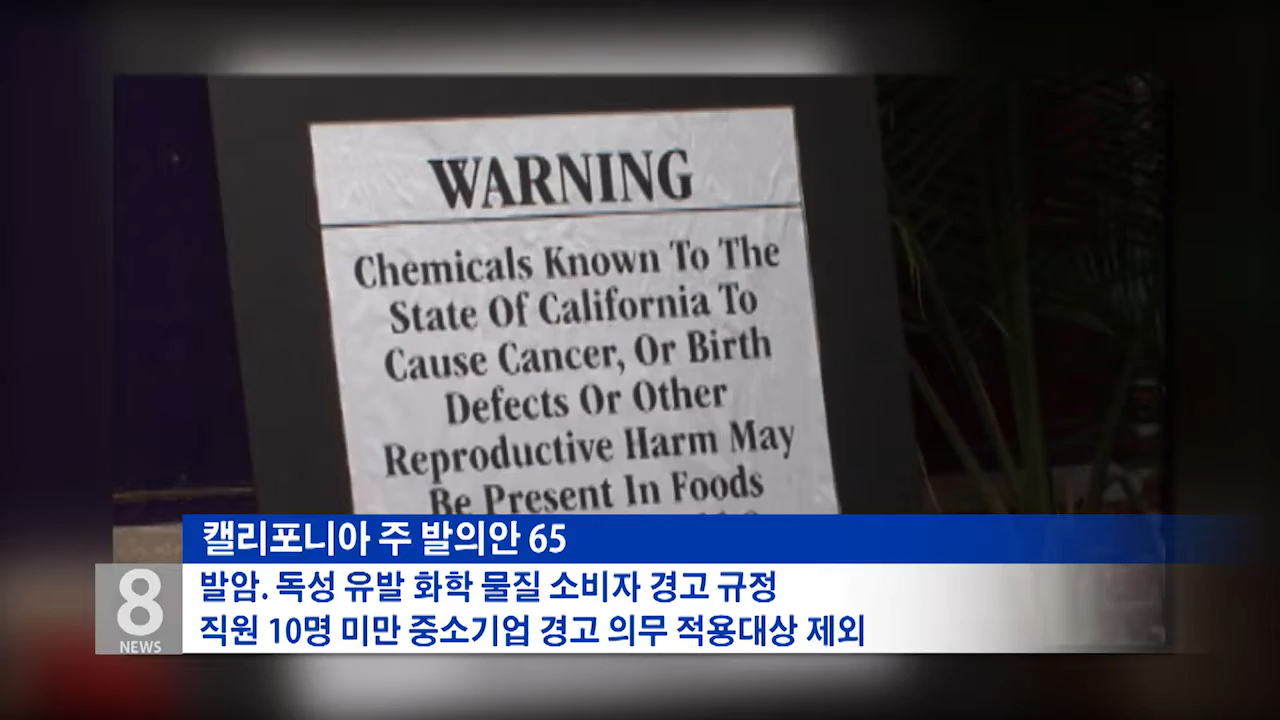 WARNING
Chemicals Known To The
State Of California To
Cause Cancer, Or Birth
Defects Or Other
Reproductive Harm May
Be Present In Foods
캘리포니아 주 발의안 65
발암. 독성 유발 화학 물질 소비자 경고 규정
직원 10명 미만 중소기업 경고 의무 적용대상 제외
8
NEWS